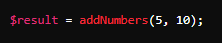 $result = addNumbers(5, 10);